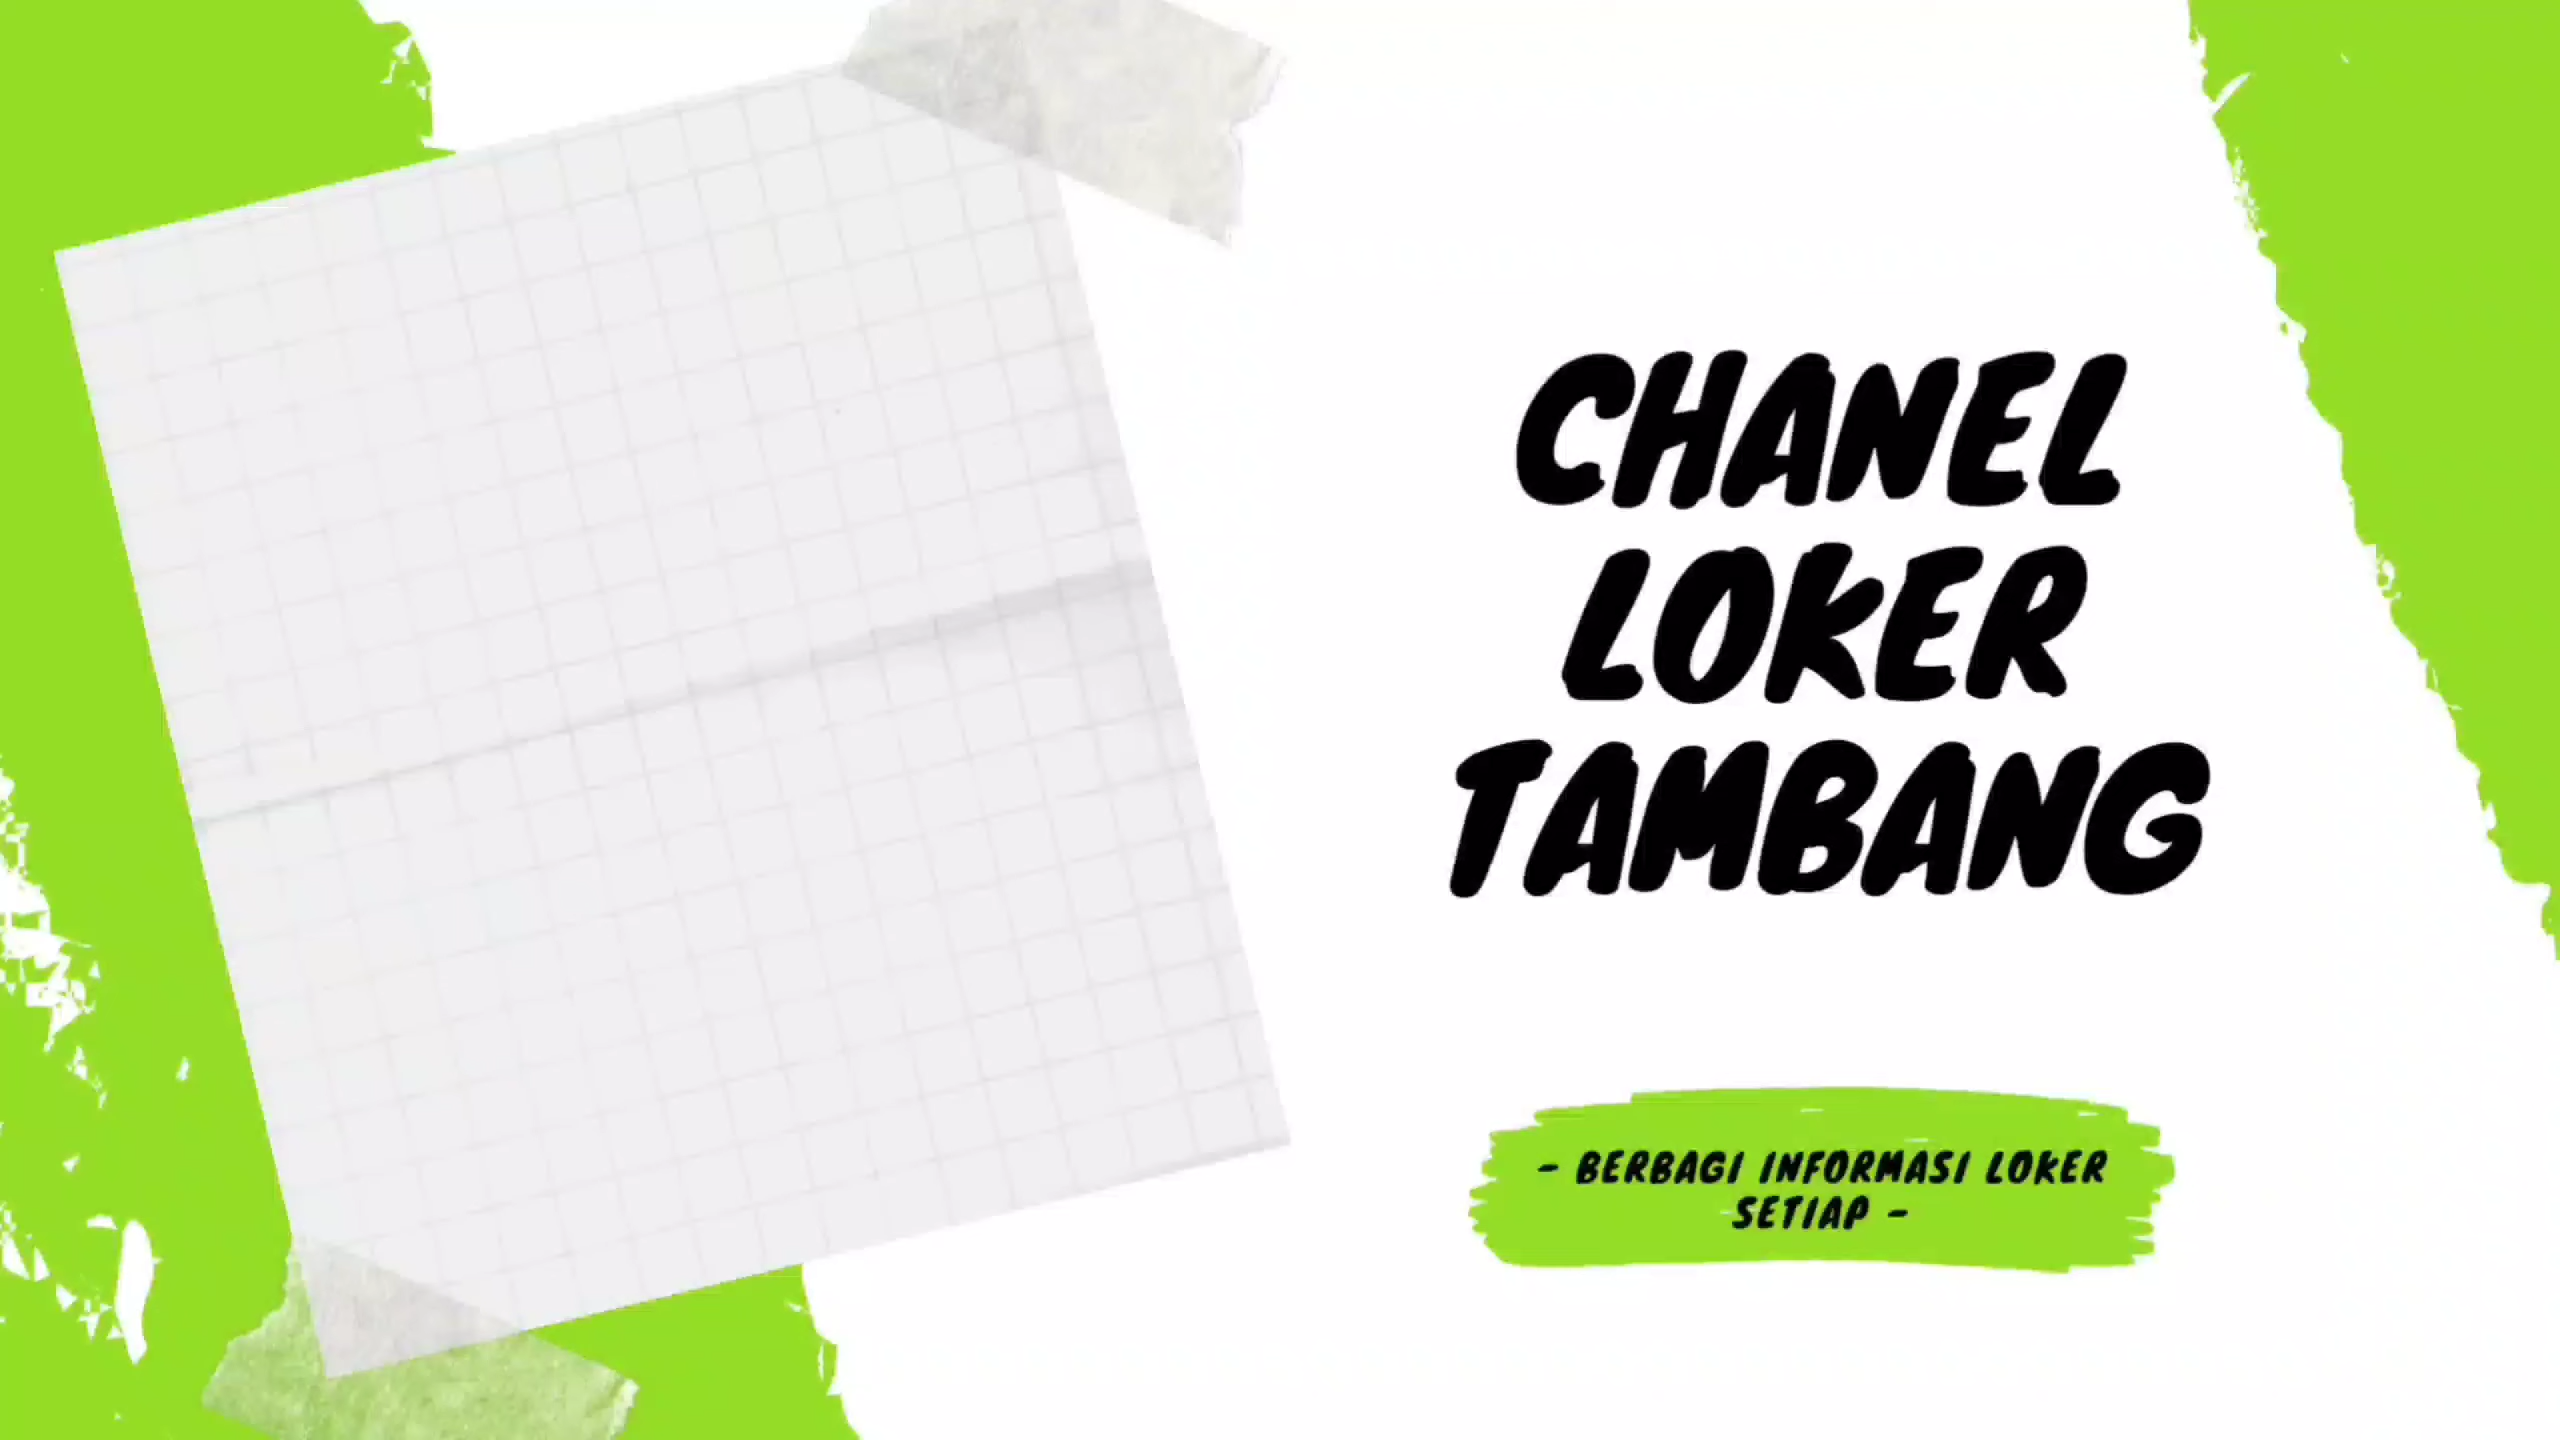 CHANEL
LOKER
TAMBANG
- BERBAGI INFORMASI LOKER
SETIAP -